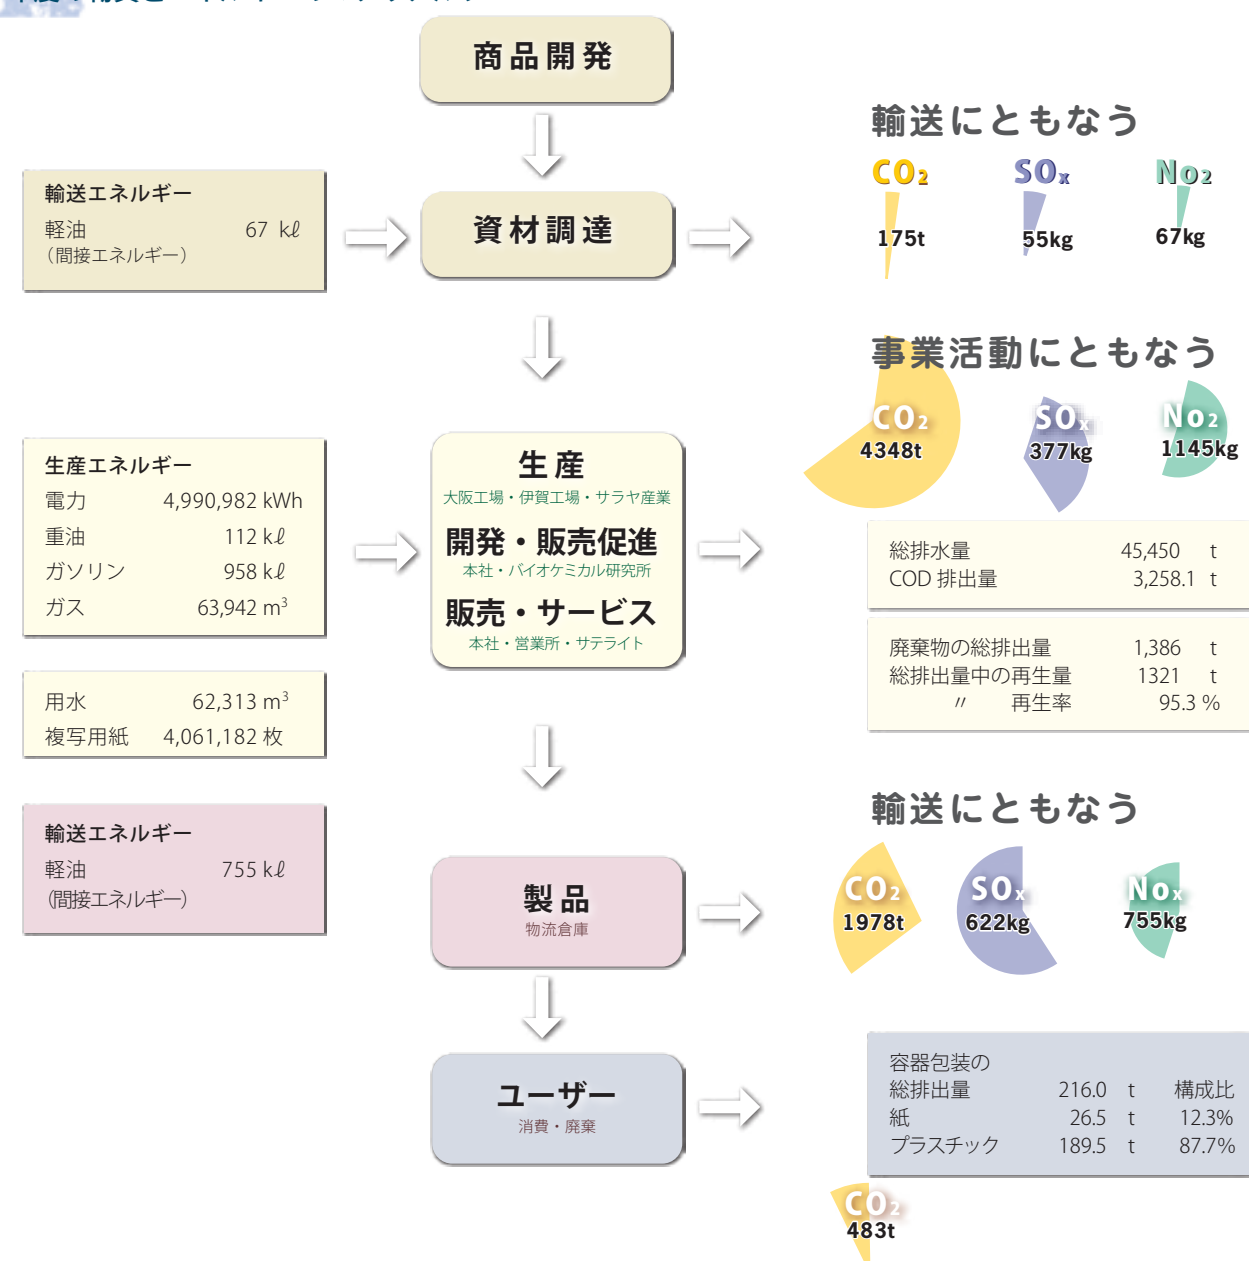 商品開発
輸送エネルギー
軽油 67 kℓ
（間接エネルギー）
資材調達
輸送にともなう
CO₂ SOx No₂
175t 55kg 67kg
事業活動にともなう
CO₂ SOx No₂
4348t 377kg 1145kg
生産エネルギー
電力 4,990,982 kWh
重油 112 kℓ
ガソリン 958 kℓ
ガス 63,942 m³
用水 62,313 m³
複写用紙 4,061,182 枚
生産
大阪工場・伊賀工場・サラヤ産業
開発・販売促進
本社・バイオケミカル研究所
販売・サービス
本社・営業所・サテライト
総排水量 45,450 t
COD 排出量 3,258.1 t
廃棄物の総排出量 1,386 t
総排出量中の再生量 1321 t
〃 再生率 95.3 %
輸送エネルギー
軽油 755 kℓ
（間接エネルギー）
製品
物流倉庫
輸送にともなう
CO₂ SOx Nox
1978t 622kg 755kg
ユーザー
消費・廃棄
容器包装の
総排出量 216.0 t 構成比
紙 26.5 t 12.3%
プラスチック 189.5 t 87.7%
CO₂
483t